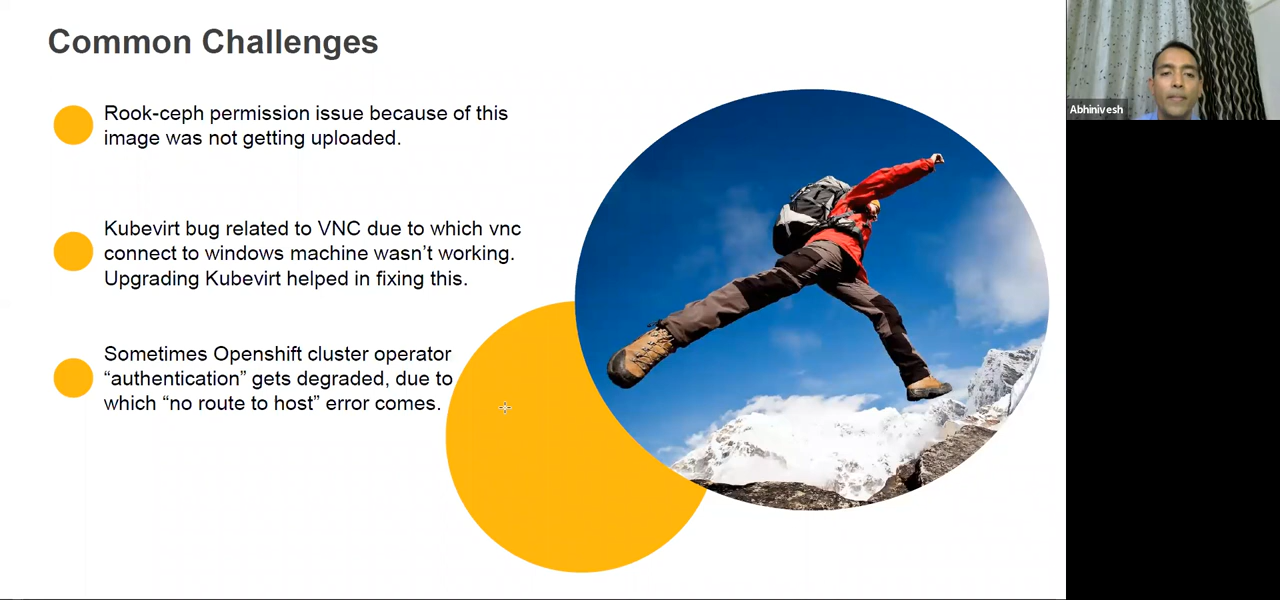 Common Challenges
Rook-ceph permission issue because of this
image was not getting uploaded.
Kubevirt bug related to VNC due to which vnc
connect to windows machine wasn’t working.
Upgrading Kubevirt helped in fixing this.
Sometimes Openshift cluster operator
“authentication” gets degraded, due to
which “no route to host” error comes.
Abhinivesh